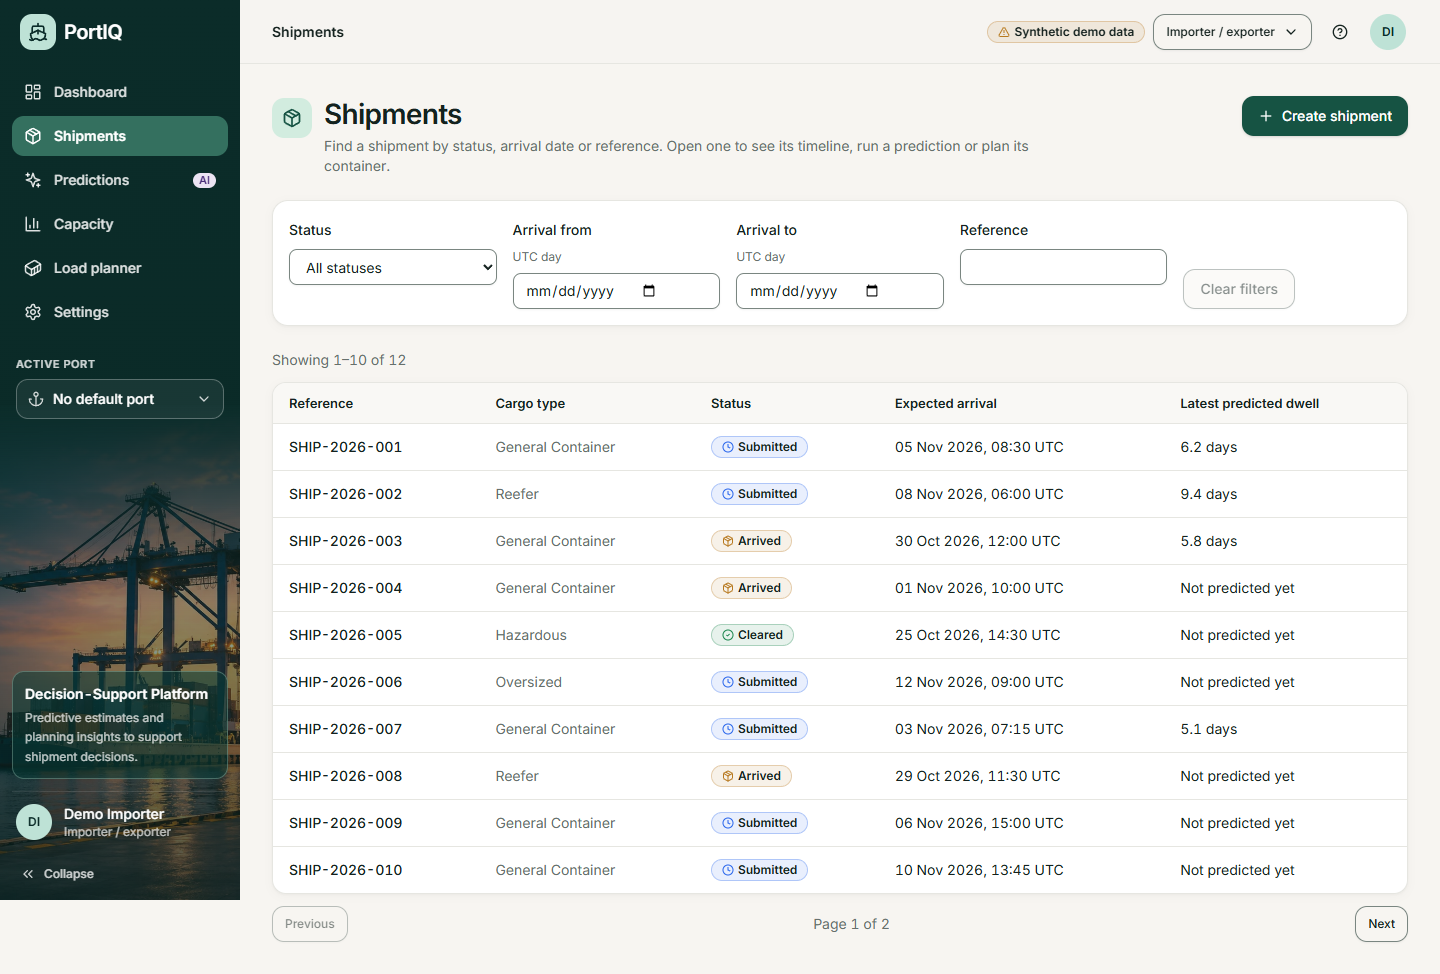 PortIQ
Dashboard
Shipments
Predictions AI
Capacity
Load planner
Settings
ACTIVE PORT
No default port
Decision-Support Platform
Predictive estimates and
planning insights to support
shipment decisions.
DI
Demo Importer
Importer / exporter
Collapse
Shipments
Synthetic demo data
Importer / exporter
DI
Shipments
Find a shipment by status, arrival date or reference. Open one to see its timeline, run a prediction or plan its
container.
Create shipment
Status
All statuses
Arrival from
UTC day
mm/dd/yyyy
Arrival to
UTC day
mm/dd/yyyy
Reference
Clear filters
Showing 1–10 of 12
Reference Cargo type Status Expected arrival Latest predicted dwell
SHIP-2026-001 General Container Submitted 05 Nov 2026, 08:30 UTC 6.2 days
SHIP-2026-002 Reefer Submitted 08 Nov 2026, 06:00 UTC 9.4 days
SHIP-2026-003 General Container Arrived 30 Oct 2026, 12:00 UTC 5.8 days
SHIP-2026-004 General Container Arrived 01 Nov 2026, 10:00 UTC Not predicted yet
SHIP-2026-005 Hazardous Cleared 25 Oct 2026, 14:30 UTC Not predicted yet
SHIP-2026-006 Oversized Submitted 12 Nov 2026, 09:00 UTC Not predicted yet
SHIP-2026-007 General Container Submitted 03 Nov 2026, 07:15 UTC 5.1 days
SHIP-2026-008 Reefer Arrived 29 Oct 2026, 11:30 UTC Not predicted yet
SHIP-2026-009 General Container Submitted 06 Nov 2026, 15:00 UTC Not predicted yet
SHIP-2026-010 General Container Submitted 10 Nov 2026, 13:45 UTC Not predicted yet
Previous
Page 1 of 2
Next